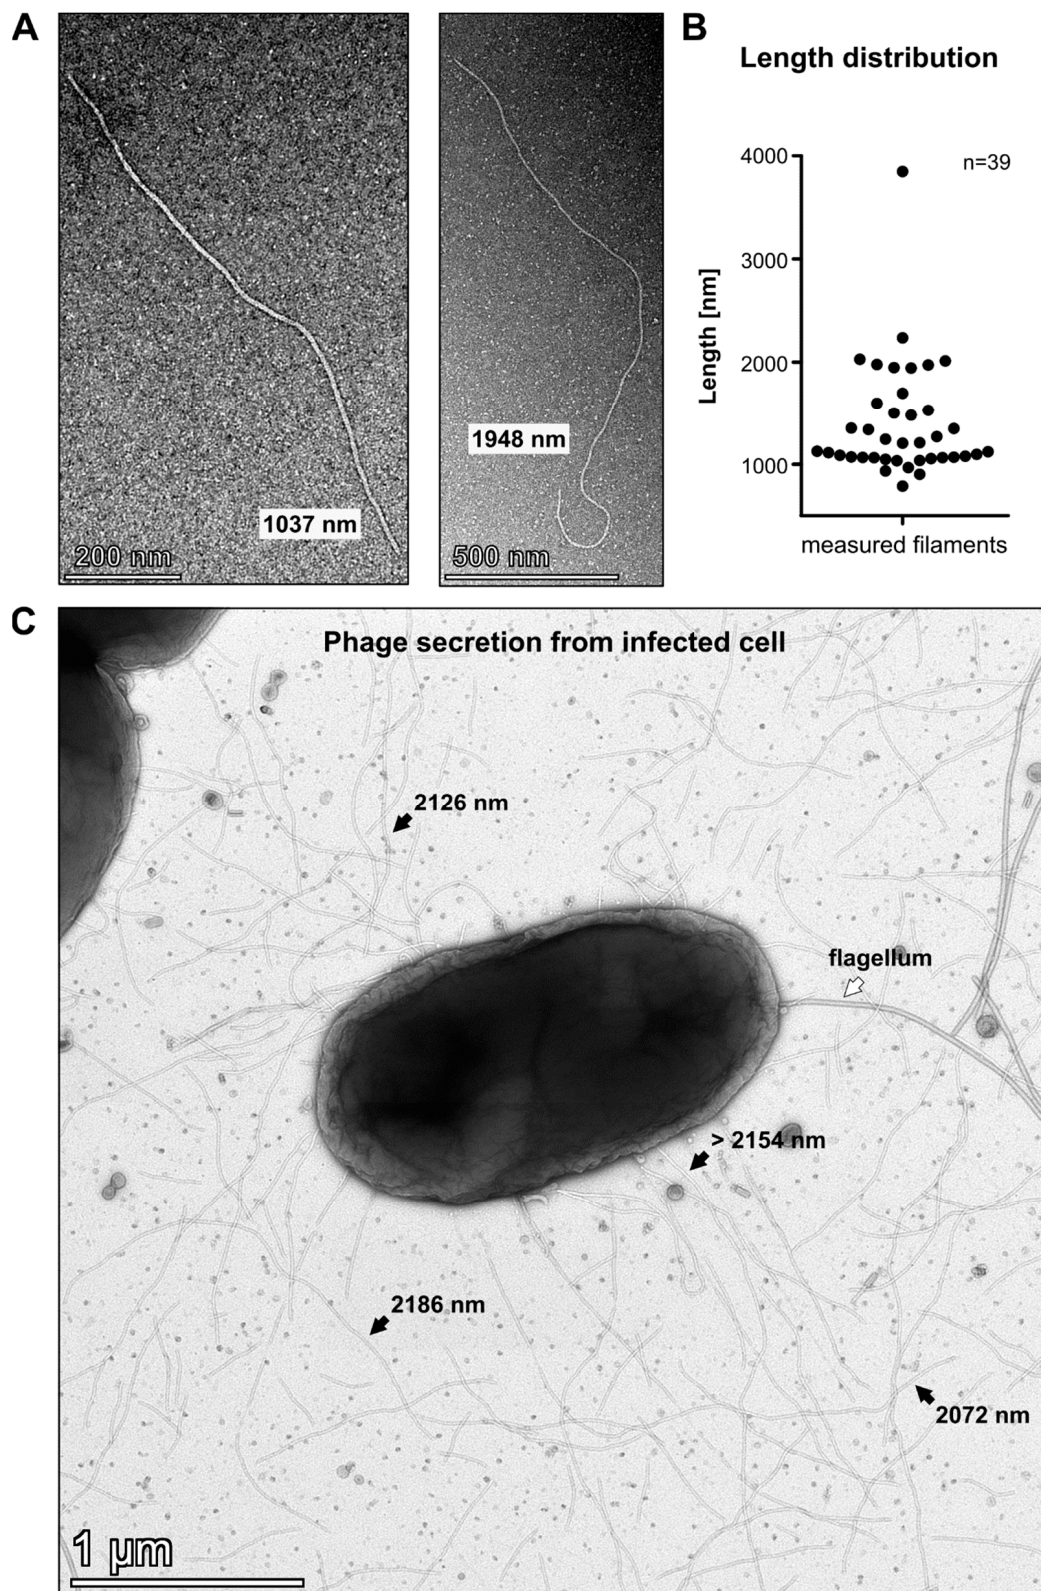 A
1037 nm
200 nm
1948 nm
500 nm
B
Length distribution
n=39
4000
3000
2000
1000
Length [nm]
measured filaments
C
Phage secretion from infected cell
2126 nm
flagellum
> 2154 nm
2186 nm
2072 nm
1 µm